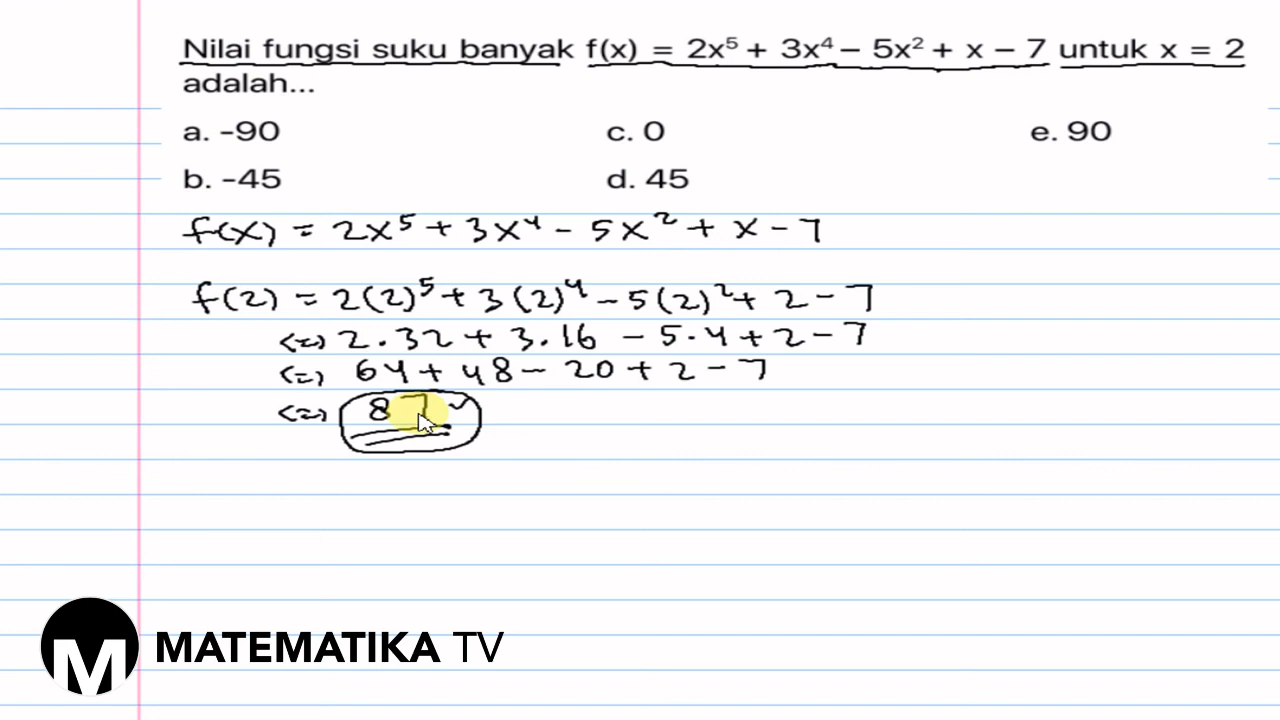 Nilai fungsi suku banyak f(x) = 2x⁵ + 3x⁴ – 5x² + x – 7 untuk x = 2
adalah...
a. -90 c. 0 e. 90
b. -45 d. 45
f(x) = 2x⁵ + 3x⁴ - 5x² + x - 7
f(2) = 2(2)⁵ + 3(2)⁴ - 5(2)² + 2 - 7
(=) 2.32 + 3.16 - 5.4 + 2 - 7
(=) 64 + 48 - 20 + 2 - 7
(=) 87
M MATEMATIKA TV